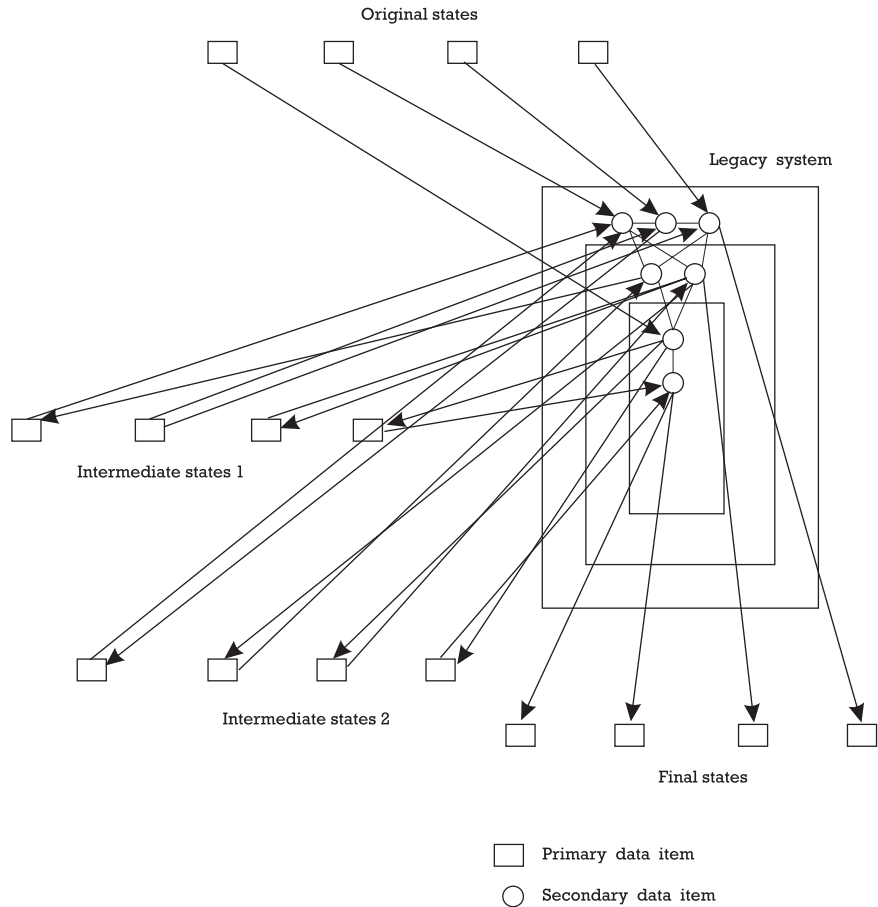 Original states
Legacy system
Intermediate states 1
Intermediate states 2
Final states
Primary data item
Secondary data item